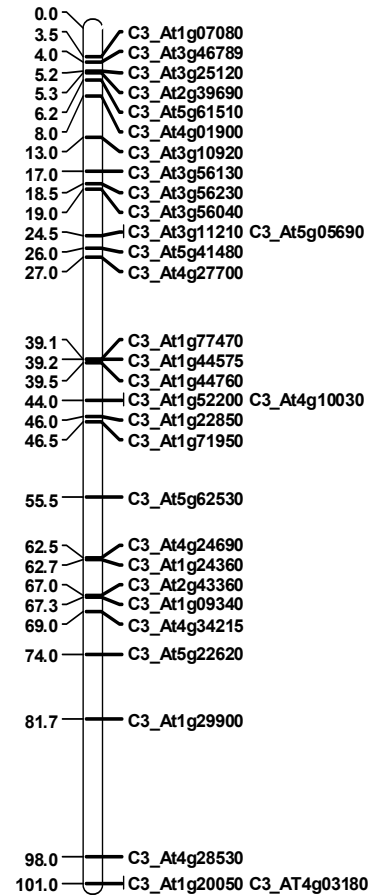 0.0
3.5 C3_At1g07080
4.0 C3_At3g46789
5.2 C3_At3g25120
5.3 C3_At2g39690
6.2 C3_At5g61510
8.0 C3_At4g01900
13.0 C3_At3g10920
17.0 C3_At3g56130
18.5 C3_At3g56230
19.0 C3_At3g56040
24.5 C3_At3g11210 C3_At5g05690
26.0 C3_At5g41480
27.0 C3_At4g27700
39.1 C3_At1g77470
39.2 C3_At1g44575
39.5 C3_At1g44760
44.0 C3_At1g52200 C3_At4g10030
46.0 C3_At1g22850
46.5 C3_At1g71950
55.5 C3_At5g62530
62.5 C3_At4g24690
62.7 C3_At1g24360
67.0 C3_At2g43360
67.3 C3_At1g09340
69.0 C3_At4g34215
74.0 C3_At5g22620
81.7 C3_At1g29900
98.0 C3_At4g28530
101.0 C3_At1g20050 C3_AT4g03180